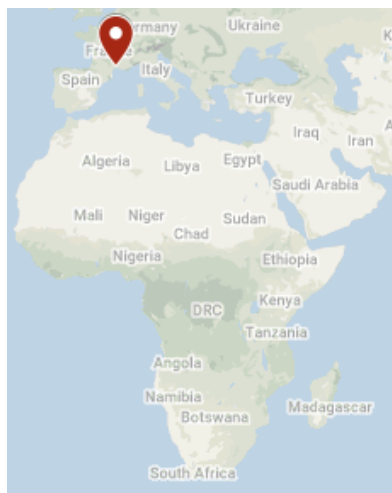 Ukraine
Spain
Italy
Turkey
Iraq
Iran
Algeria
Libya
Egypt
Saudi Arabia
Mali
Niger
Sudan
Chad
Nigeria
Ethiopia
DRC
Kenya
Tanzania
Angola
Namibia
Madagascar
Botswana
South Africa